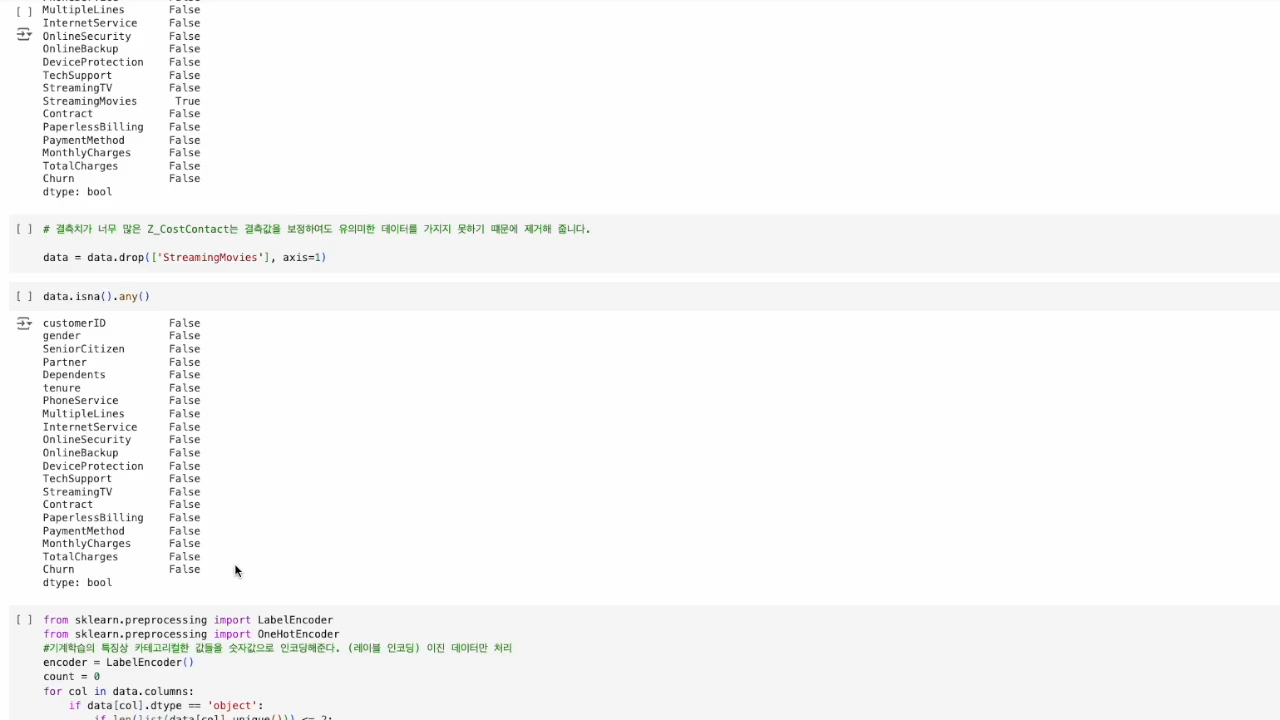 [ ] MultipleLines False
InternetService False
OnlineSecurity False
OnlineBackup False
DeviceProtection False
TechSupport False
StreamingTV False
StreamingMovies True
Contract False
PaperlessBilling False
PaymentMethod False
MonthlyCharges False
TotalCharges False
Churn False
dtype: bool
[ ] # 결측치가 너무 많은 Z_CostContact는 결측값을 보정하여도 유의미한 데이터를 가지지 못하기 때문에 제거해 줍니다.
data = data.drop(['StreamingMovies'], axis=1)
[ ] data.isna().any()
customerID False
gender False
SeniorCitizen False
Partner False
Dependents False
tenure False
PhoneService False
MultipleLines False
InternetService False
OnlineSecurity False
OnlineBackup False
DeviceProtection False
TechSupport False
StreamingTV False
Contract False
PaperlessBilling False
PaymentMethod False
MonthlyCharges False
TotalCharges False
Churn False
dtype: bool
[ ] from sklearn.preprocessing import LabelEncoder
from sklearn.preprocessing import OneHotEncoder
#기계학습의 특징상 카테고리컬한 값들을 숫자값으로 인코딩해준다. (레이블 인코딩) 이진 데이터만 처리
encoder = LabelEncoder()
count = 0
for col in data.columns:
if data[col].dtype == 'object':
if len(list(data[col].unique())) <= 2: